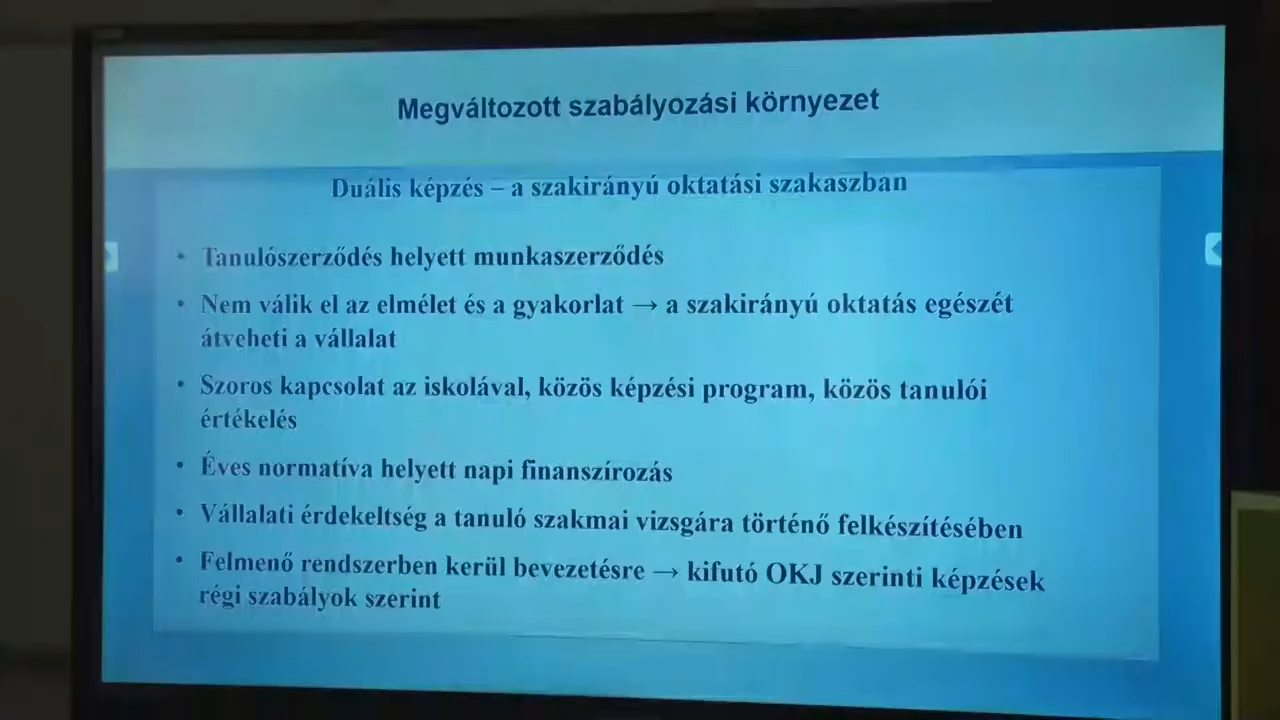 Megváltozott szabályozási környezet
Duális képzés – a szakirányú oktatási szakaszban
• Tanulószerződés helyett munkaszerződés
• Nem válik el az elmélet és a gyakorlat → a szakirányú oktatás egészét
átveheti a vállalat
• Szoros kapcsolat az iskolával, közös képzési program, közös tanulói
értékelés
• Éves normatíva helyett napi finanszírozás
• Vállalati érdekeltség a tanuló szakmai vizsgára történő felkészítésében
• Felmenő rendszerben kerül bevezetésre → kifutó OKJ szerinti képzések
régi szabályok szerint